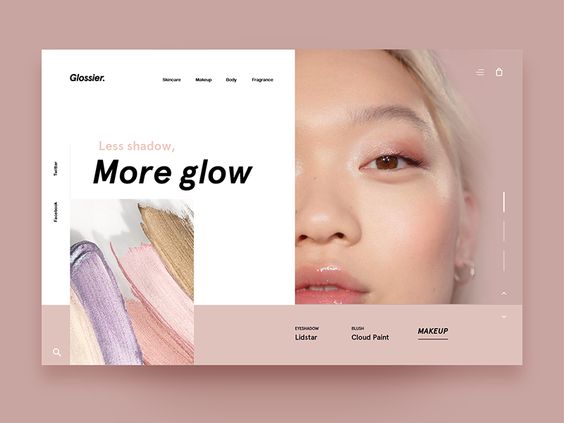 Glossier.
Skincare Makeup Body Fragrance
Less shadow,
More glow
Twitter
Facebook
EYESHADOW
Lidstar
BLUSH
Cloud Paint
MAKEUP